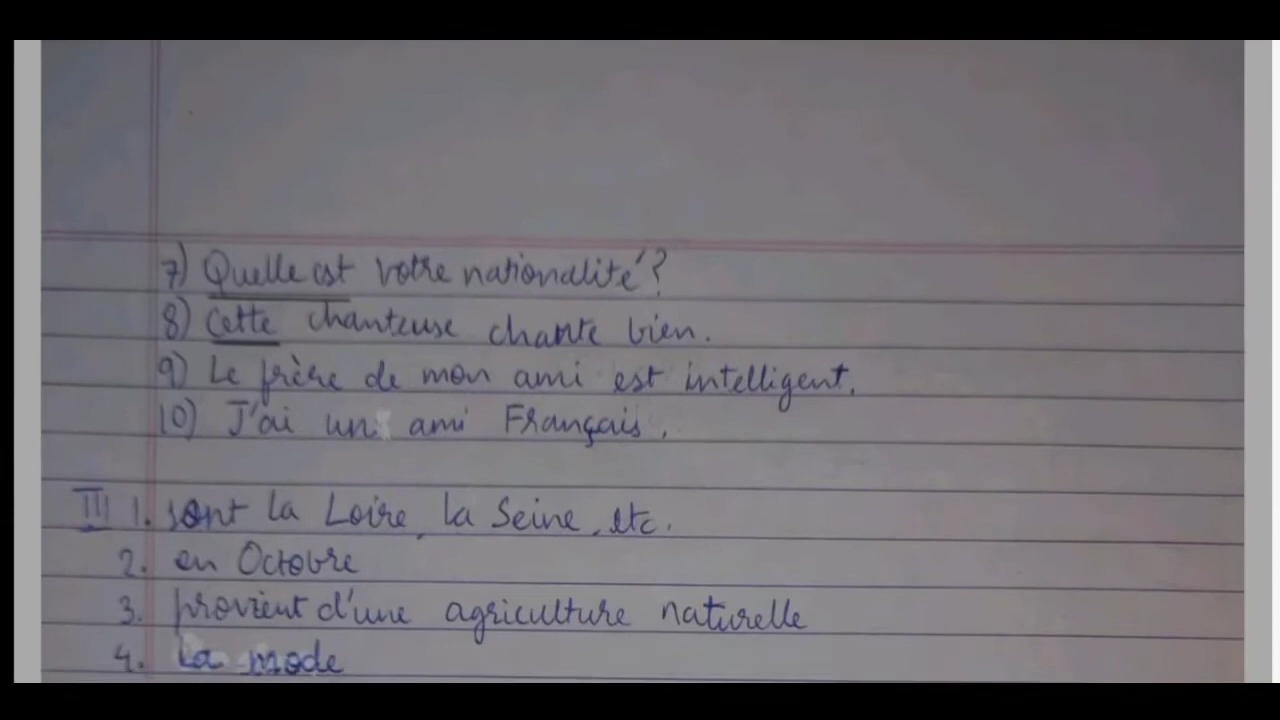 7) Quelle est votre nationalité?
8) Cette chanteuse chante bien.
9) Le frère de mon ami est intelligent.
10) J'ai un ami Français.
III 1. sont la Loire, la Seine, etc.
2. en Octobre
3. provient d'une agriculture naturelle
4. La mode